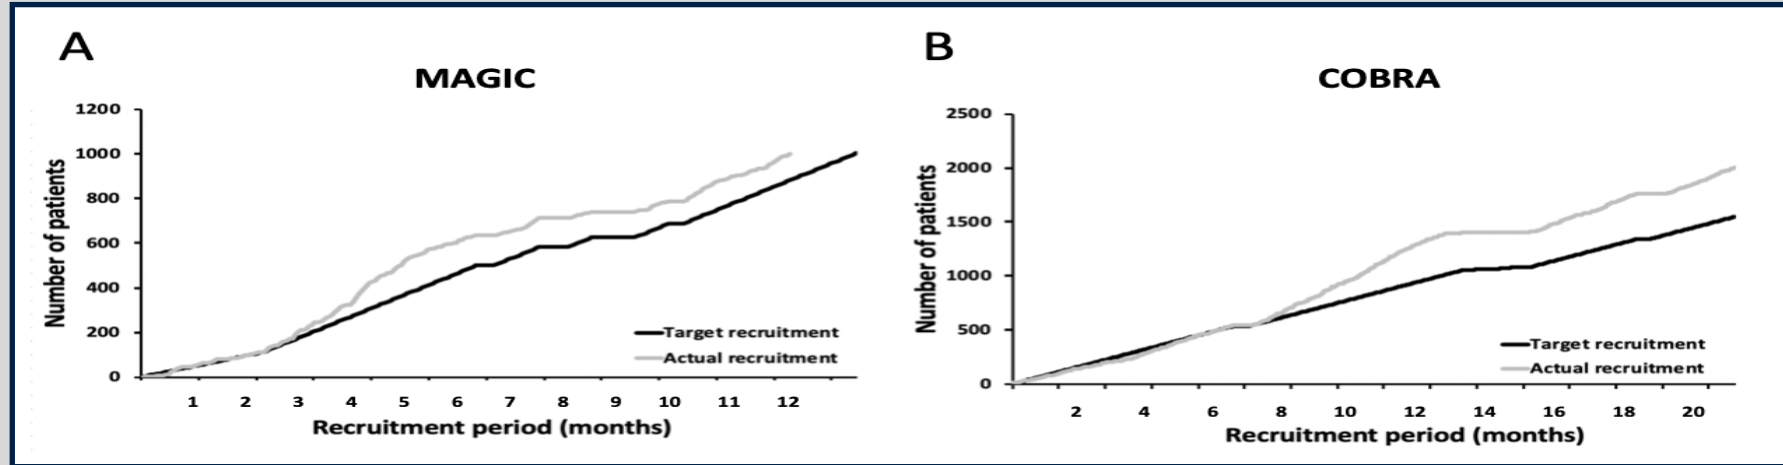 A
MAGIC
Number of patients
1200
1000
800
600
400
200
0
Target recruitment
Actual recruitment
1 2 3 4 5 6 7 8 9 10 11 12
Recruitment period (months)
B
COBRA
Number of patients
2500
2000
1500
1000
500
0
Target recruitment
Actual recruitment
2 4 6 8 10 12 14 16 18 20
Recruitment period (months)